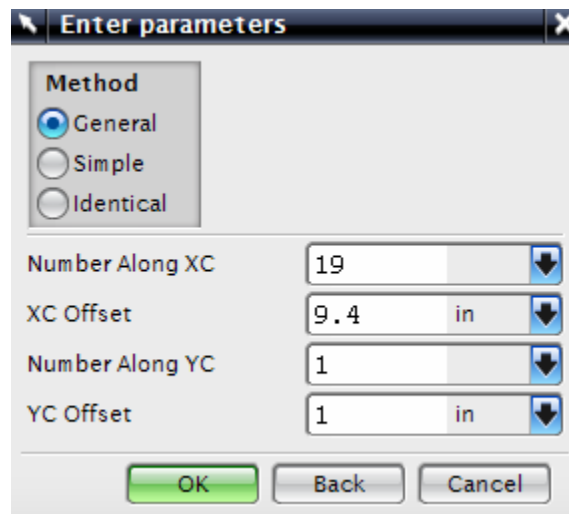 Enter parameters
Method
General
Simple
Identical
Number Along XC 19
XC Offset 9.4 in
Number Along YC 1
YC Offset 1 in
OK Back Cancel